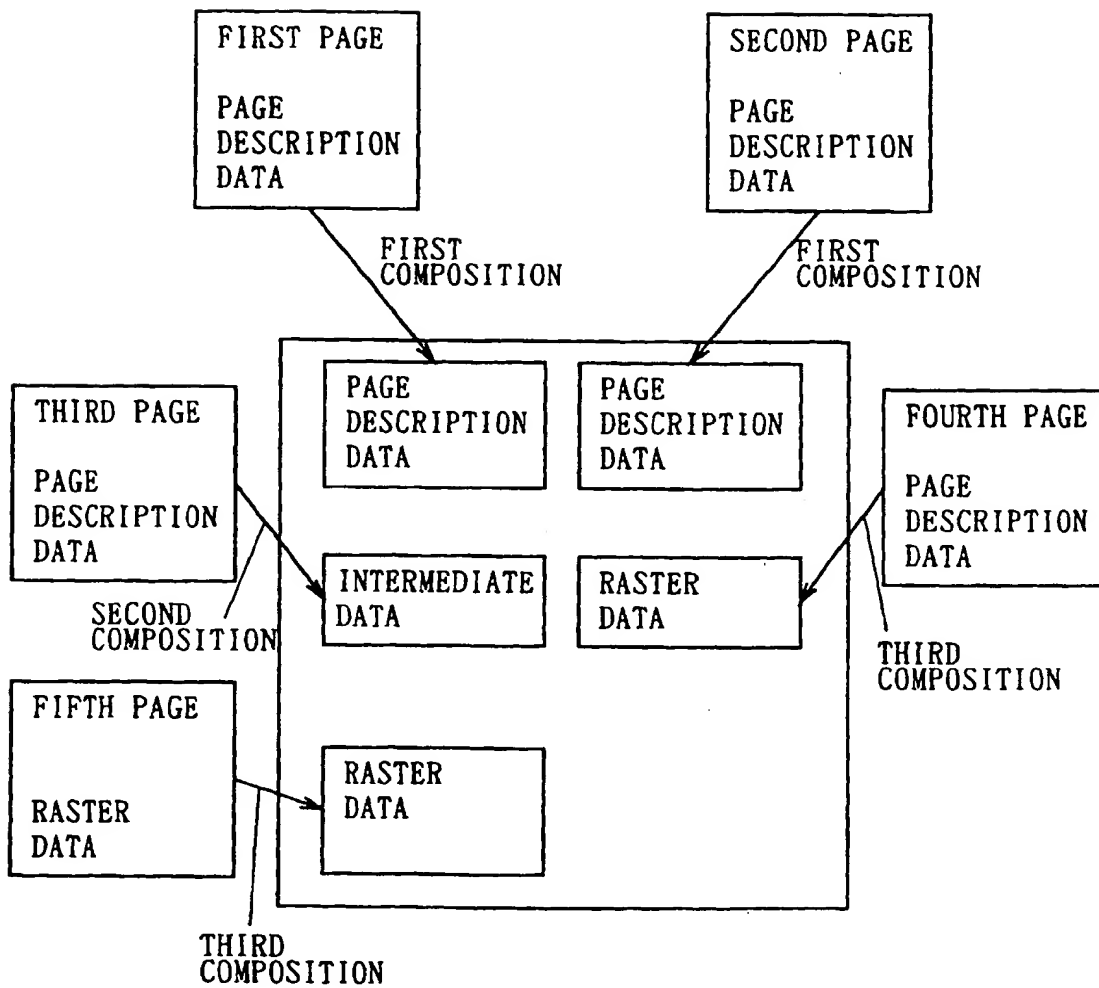 FIRST PAGE
PAGE
DESCRIPTION
DATA
SECOND PAGE
PAGE
DESCRIPTION
DATA
FIRST
COMPOSITION
FIRST
COMPOSITION
THIRD PAGE
PAGE
DESCRIPTION
DATA
PAGE
DESCRIPTION
DATA
PAGE
DESCRIPTION
DATA
FOURTH PAGE
PAGE
DESCRIPTION
DATA
SECOND
COMPOSITION
INTERMEDIATE
DATA
RASTER
DATA
THIRD
COMPOSITION
FIFTH PAGE
RASTER
DATA
RASTER
DATA
THIRD
COMPOSITION